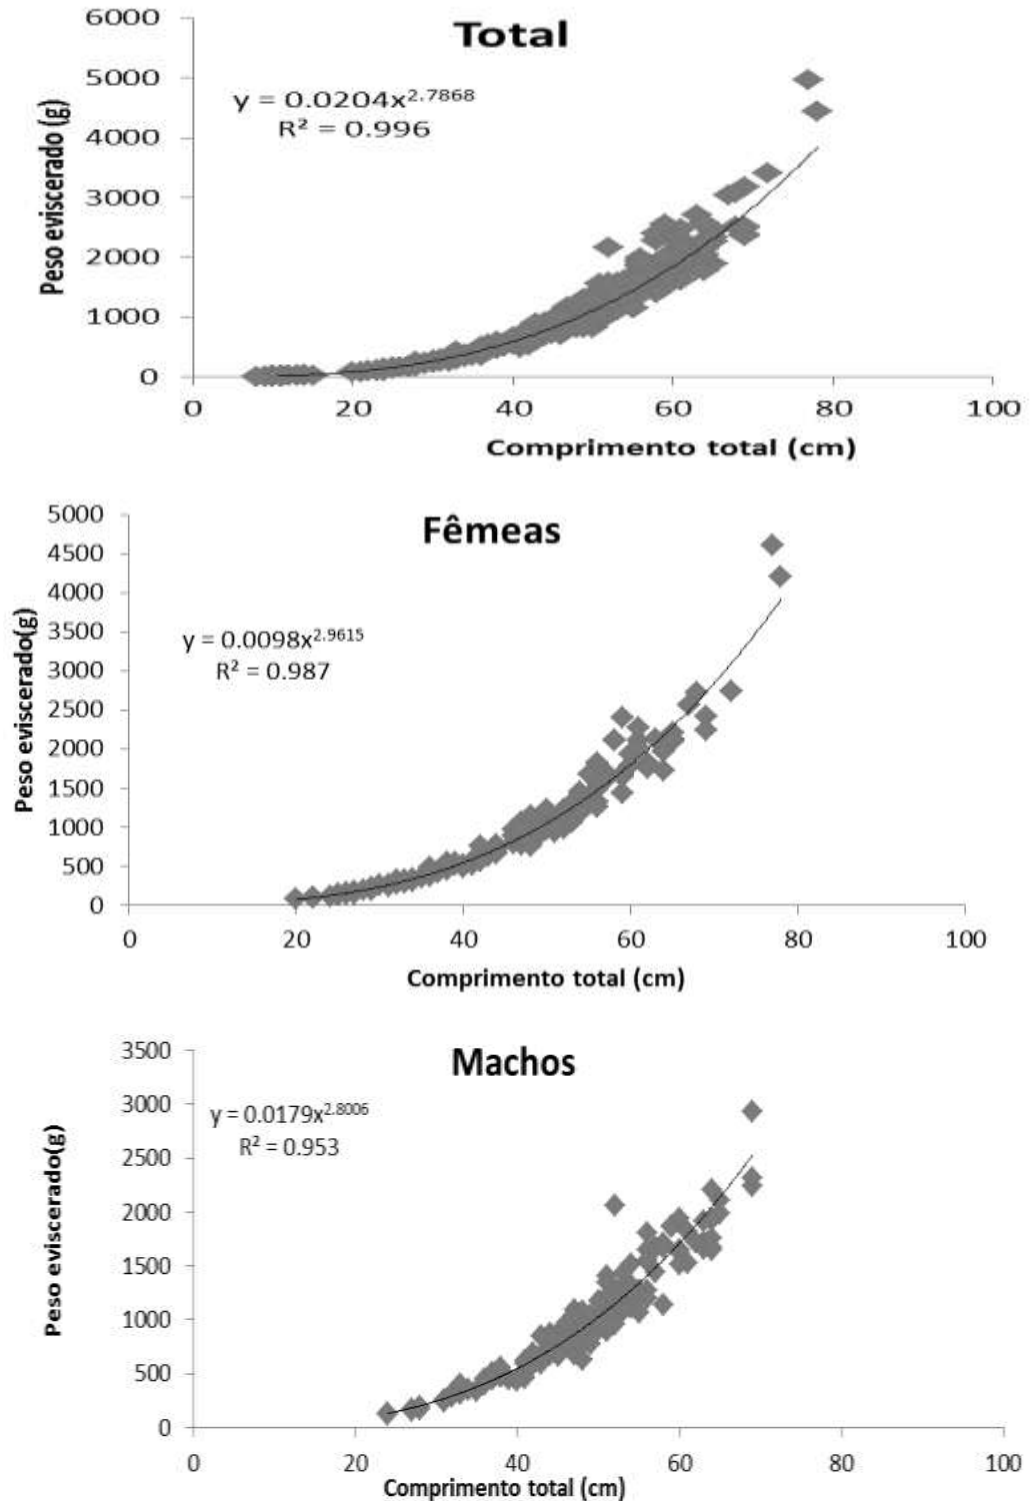 Total
y = 0.0204x^2.7868
R² = 0.996
Peso eviscerado (g)
6000
5000
4000
3000
2000
1000
0
0 20 40 60 80 100
Comprimento total (cm)
Fêmeas
y = 0.0098x^2.9615
R² = 0.987
Peso eviscerado(g)
5000
4500
4000
3500
3000
2500
2000
1500
1000
500
0
0 20 40 60 80 100
Comprimento total (cm)
Machos
y = 0.0179x^2.8006
R² = 0.953
Peso eviscerado(g)
3500
3000
2500
2000
1500
1000
500
0
0 20 40 60 80 100
Comprimento total (cm)